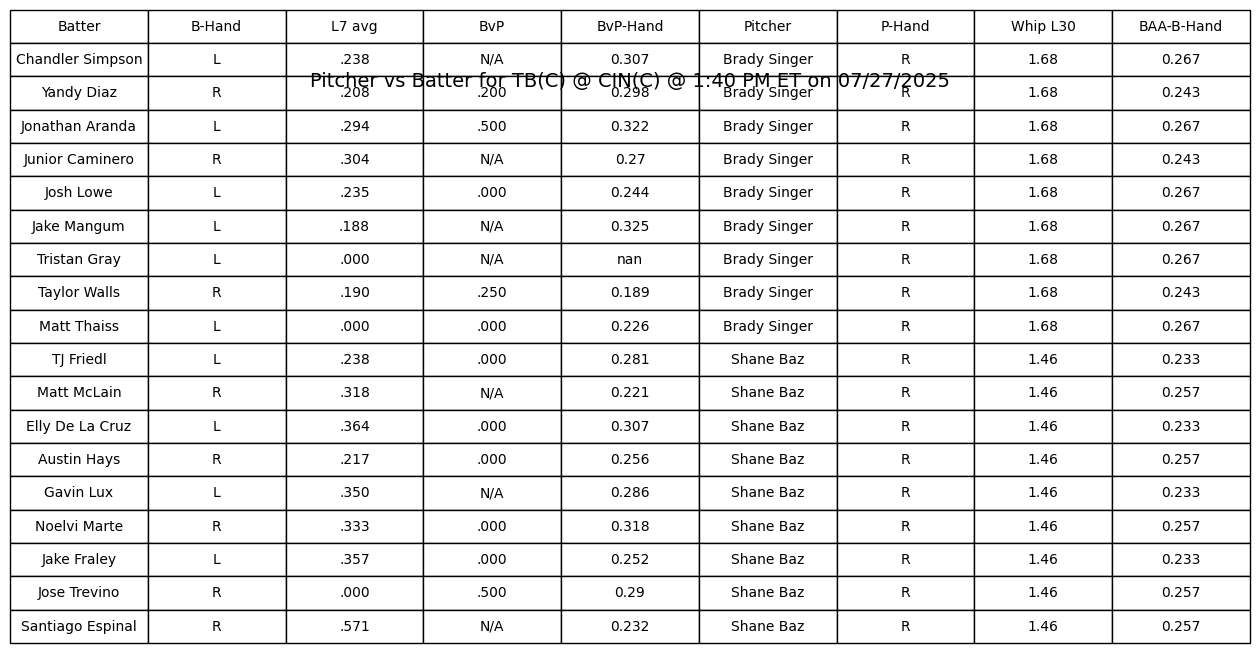 Batter B-Hand L7 avg BvP BvP-Hand Pitcher P-Hand Whip L30 BAA-B-Hand
Chandler Simpson L .238 N/A 0.307 Brady Singer R 1.68 0.267
Pitcher vs Batter for TB(C) @ CIN(C) @ 1:40 PM ET on 07/27/2025
Yandy Diaz R .208 .200 0.298 Brady Singer R 1.68 0.243
Jonathan Aranda L .294 .500 0.322 Brady Singer R 1.68 0.267
Junior Caminero R .304 N/A 0.27 Brady Singer R 1.68 0.243
Josh Lowe L .235 .000 0.244 Brady Singer R 1.68 0.267
Jake Mangum L .188 N/A 0.325 Brady Singer R 1.68 0.267
Tristan Gray L .000 N/A nan Brady Singer R 1.68 0.267
Taylor Walls R .190 .250 0.189 Brady Singer R 1.68 0.243
Matt Thaiss L .000 .000 0.226 Brady Singer R 1.68 0.267
TJ Friedl L .238 .000 0.281 Shane Baz R 1.46 0.233
Matt McLain R .318 N/A 0.221 Shane Baz R 1.46 0.257
Elly De La Cruz L .364 .000 0.307 Shane Baz R 1.46 0.233
Austin Hays R .217 .000 0.256 Shane Baz R 1.46 0.257
Gavin Lux L .350 N/A 0.286 Shane Baz R 1.46 0.233
Noelvi Marte R .333 .000 0.318 Shane Baz R 1.46 0.257
Jake Fraley L .357 .000 0.252 Shane Baz R 1.46 0.233
Jose Trevino R .000 .500 0.29 Shane Baz R 1.46 0.257
Santiago Espinal R .571 N/A 0.232 Shane Baz R 1.46 0.257